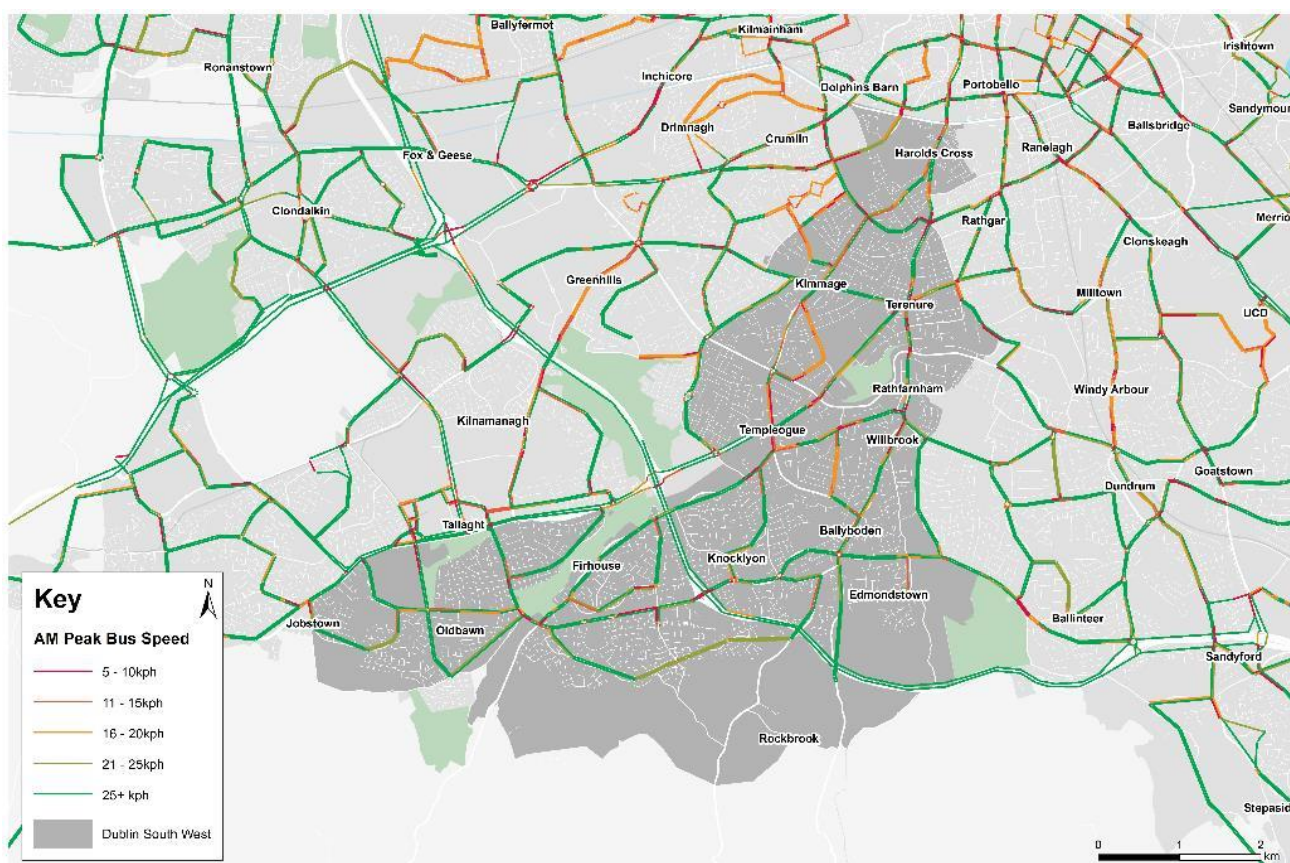 Ballyfermot
Kilmainham
Irishtown
Ronanstown
Inchicore
Dolphins Barn
Portobello
Sandymoun
Drimnagh
Crumlin
Ballsbridge
Fox & Geese
Harolds Cross
Ranelagh
Clondalkin
Rathgar
Merrio
Clonskeagh
Greenhills
Kimmage
Terenure
Milltown
UCD
Rathfarnham
Windy Arbour
Kilnamanagh
Templeogue
Willbrook
Goatstown
Dundrum
Tallaght
Ballyboden
Firhouse
Knocklyon
Edmondstown
Jobstown
Oldbawn
Ballinteer
Sandyford
Rockbrook
Stepasid
Key
N
AM Peak Bus Speed
5 - 10kph
11 - 15kph
16 - 20kph
21 - 25kph
25+ kph
Dublin South West
0 1 2
km